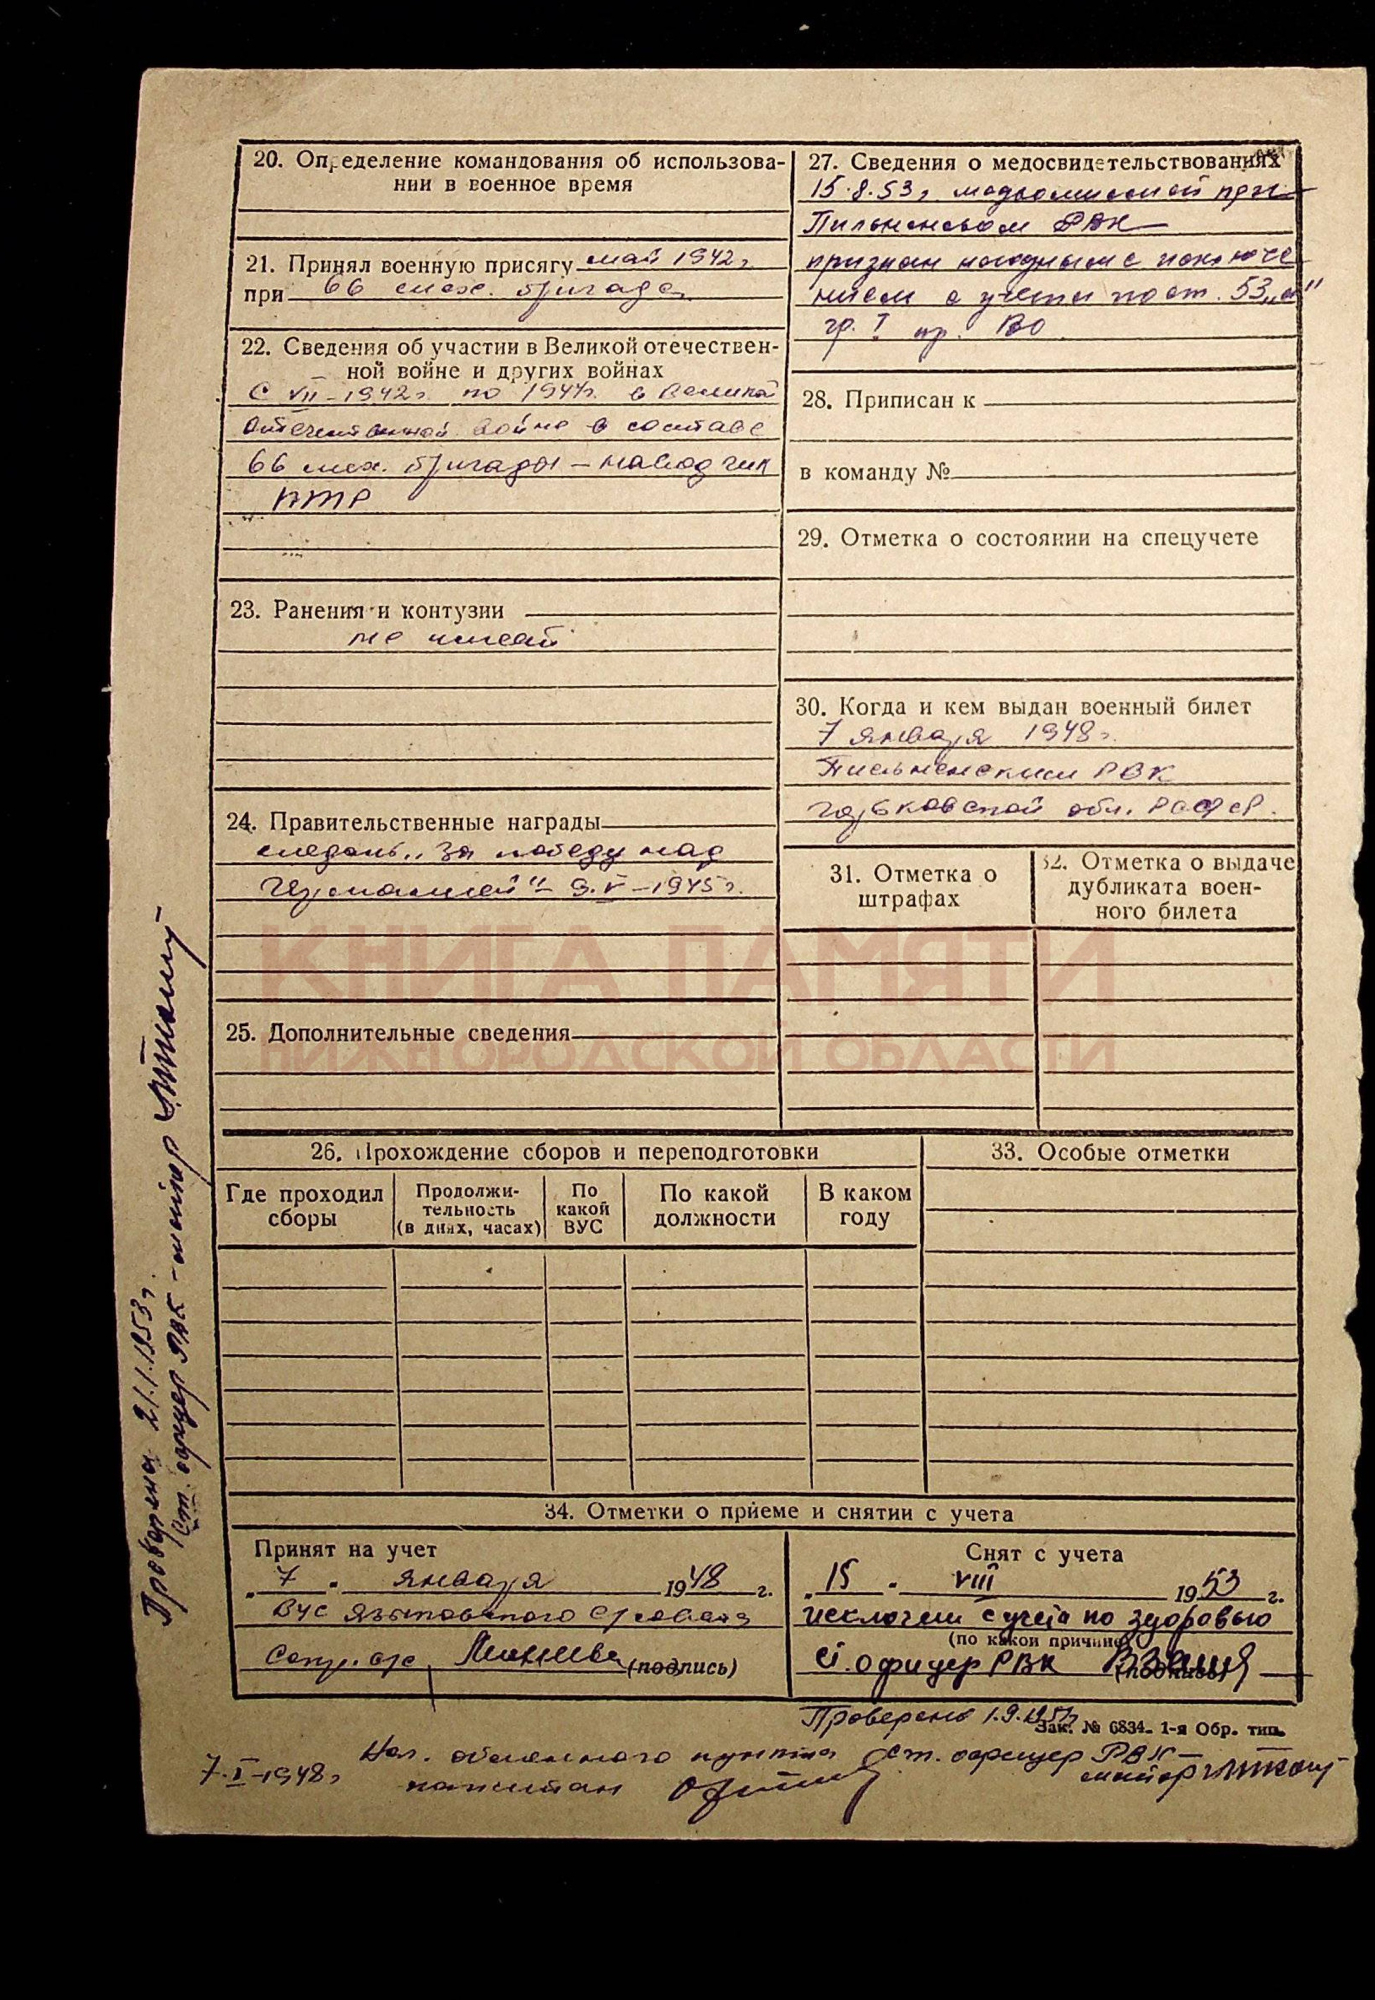 20. Определение командования об использова-
нии в военное время
21. Принял военную присягу май 1942 г
при 66 мех. бригаде
22. Сведения об участии в Великой отечествен-
ной войне и других войнах
С VII-1942 г по 1944 г. в Великой
Отечественной войне в составе
66 мех. бригады – наводчик
ПТР
23. Ранения и контузии
не имеет
24. Правительственные награды
медаль „За победу над
Германией" – 9.V–1945 г.
25. Дополнительные сведения
27. Сведения о медосвидетельствованиях
15.8.53 г. медкомиссией при
Пильненском РВК
признан негодным с исключе
нием с учета по ст. 53 „а"
гр. I пр. ВО
28. Приписан к
в команду №
29. Отметка о состоянии на спецучете
30. Когда и кем выдан военный билет
7 января 1948 г.
Пильненским РВК
Горьковской обл. РСФСР.
31. Отметка о
штрафах
32. Отметка о выдаче
дубликата воен-
ного билета
КНИГА ПАМЯТИ
НИЖЕГОРОДСКОЙ ОБЛАСТИ
26. Прохождение сборов и переподготовки
Где проходил
сборы
Продолжи-
тельность
(в днях, часах)
По
какой
ВУС
По какой
должности
В каком
году
33. Особые отметки
34. Отметки о приеме и снятии с учета
Принят на учет
„ 7 " января 1948 г.
ВУС Языковского с/совета
(подпись)
Снят с учета
„ 15 " VIII 1953 г.
исключен с учета по здоровью
(по какой причине)
ст. офицер РВК
(подпись)
Зак. № 6834. 1-я Обр. тип.
Проверено 1.9.195
Нач. обменного пункта
7.I-1948 г капитан
Ст. офицер РВК –
майор
Проверена 21.1.1953 г.
Ст. офицер РВК – майор